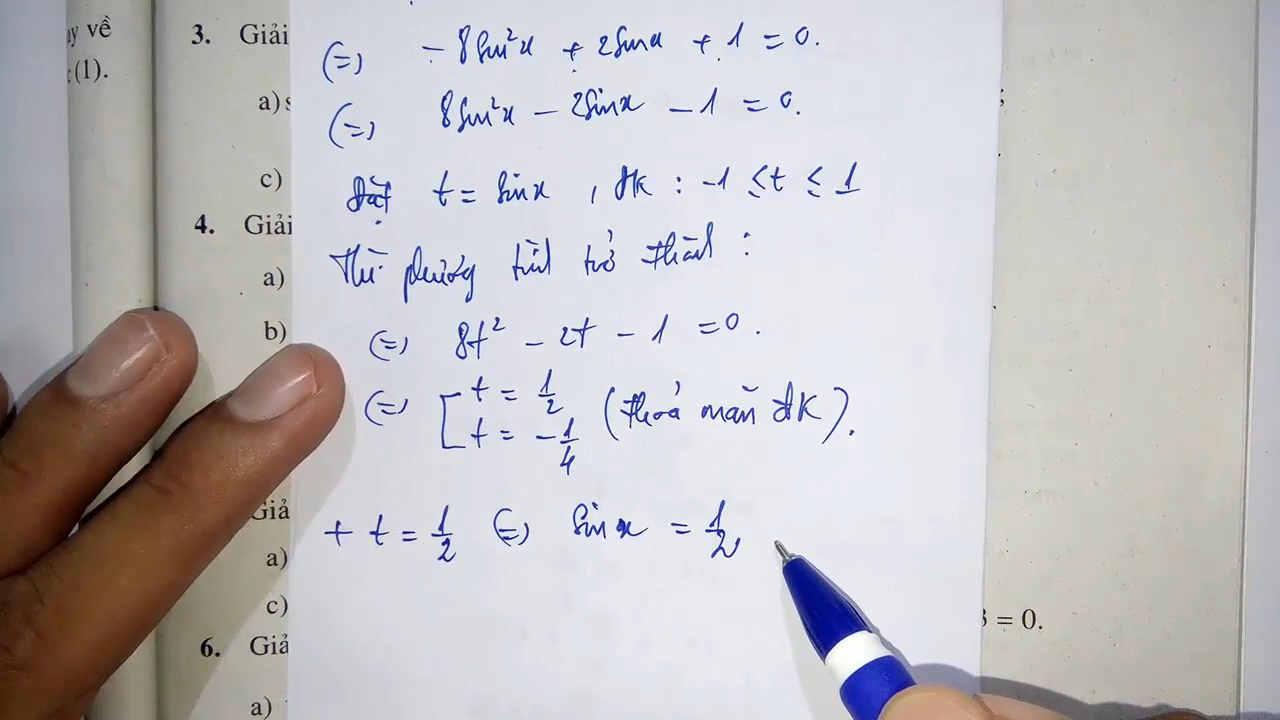 ay về
c (1).
3. Giải
a) s
c)
4. Giải
a)
b)
Giả
a)
c)
6. Giả
a)
3 = 0.
(=) - 8sin²x + 2sinx + 1 = 0.
(=) 8sin²x - 2sinx - 1 = 0.
đặt t = sinx , đk : -1 ≤ t ≤ 1
Thì phương trình trở thành :
(=) 8t² - 2t - 1 = 0.
(=) [ t = 1/2
t = -1/4 (thoả mãn đK).
+ t = 1/2 (=) sinx = 1/2